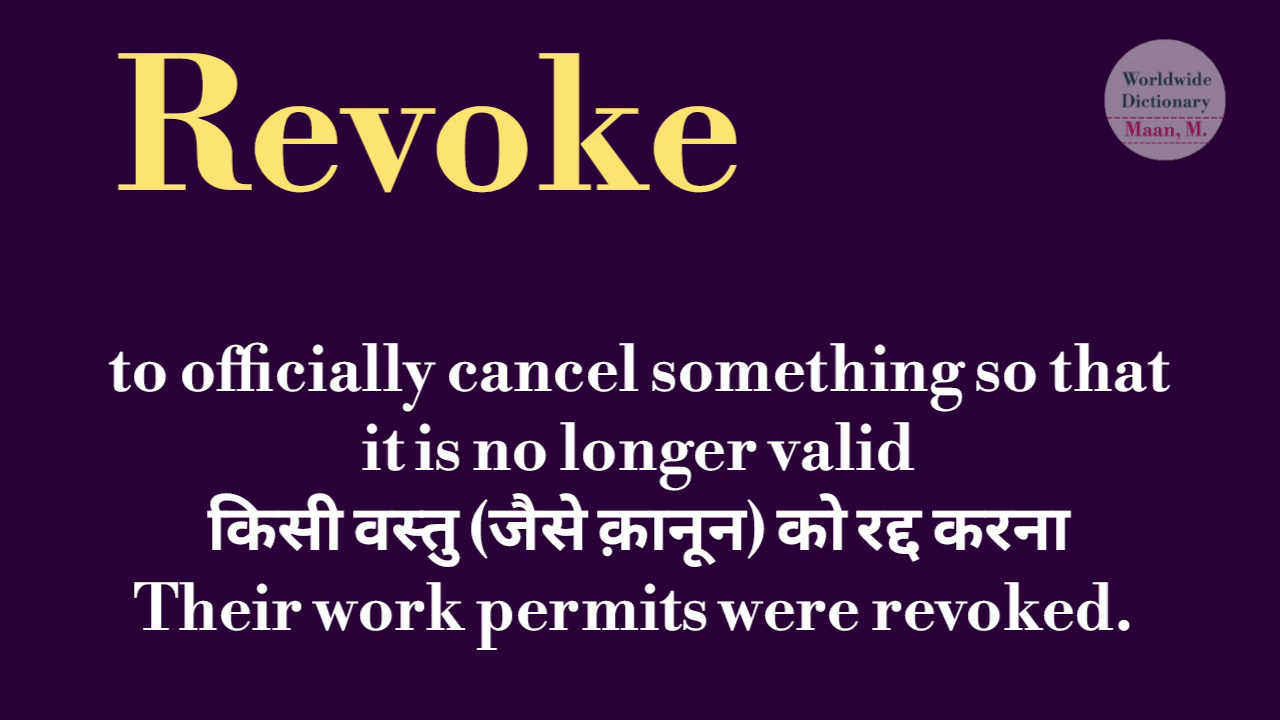 Revoke
Worldwide
Dictionary
Maan, M.
to officially cancel something so that
it is no longer valid
किसी वस्तु (जैसे क़ानून) को रद्द करना
Their work permits were revoked.